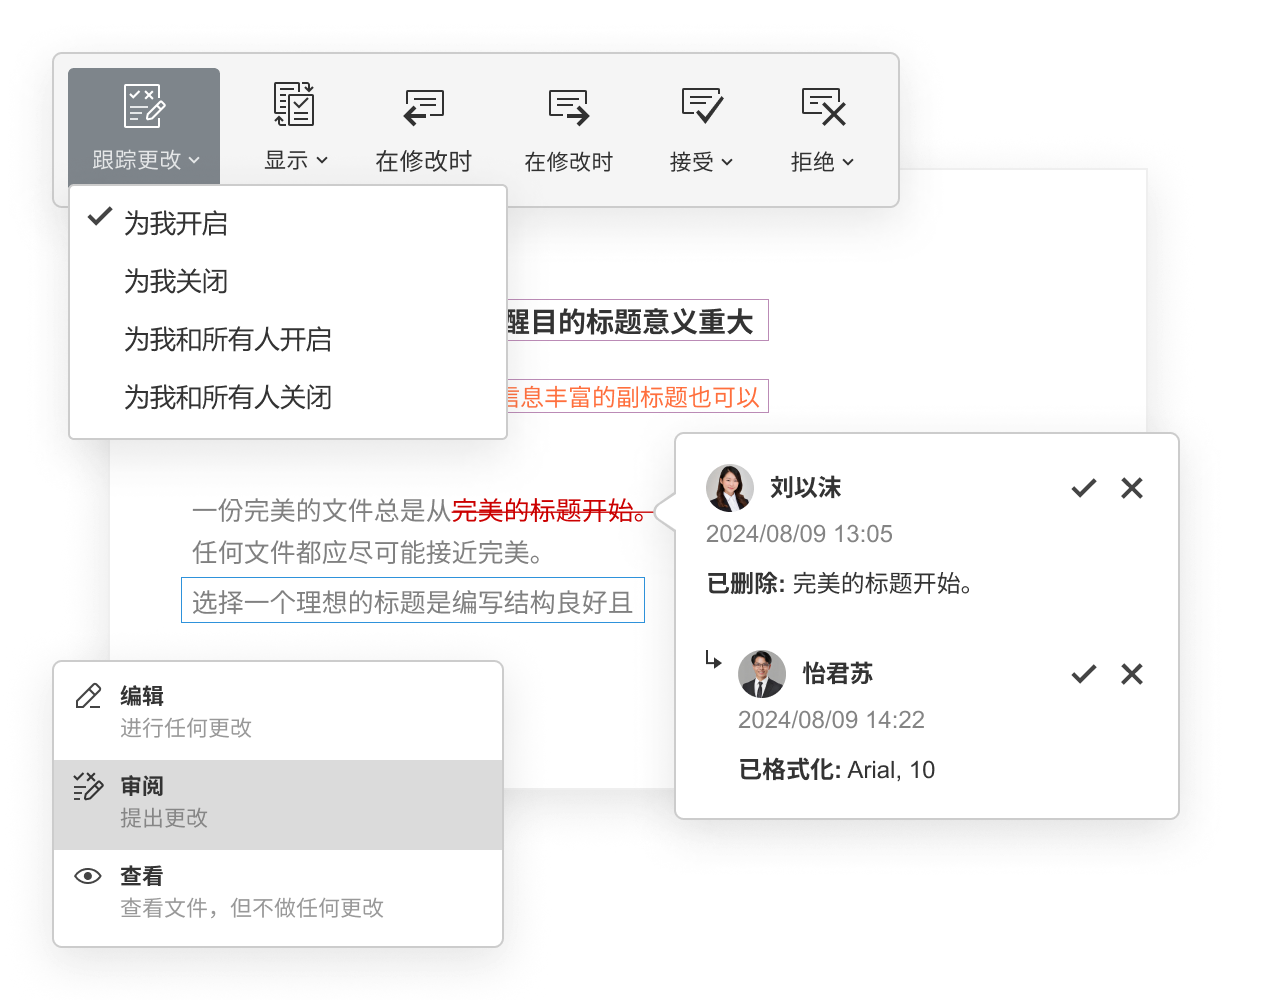 跟踪更改
显示
在修改时
在修改时
接受
拒绝
为我开启
为我关闭
为我和所有人开启
为我和所有人关闭
醒目的标题意义重大
信息丰富的副标题也可以
一份完美的文件总是从完美的标题开始。
任何文件都应尽可能接近完美。
选择一个理想的标题是编写结构良好且
刘以沫
2024/08/09 13:05
已删除: 完美的标题开始。
怡君苏
2024/08/09 14:22
已格式化: Arial, 10
编辑
进行任何更改
审阅
提出更改
查看
查看文件，但不做任何更改